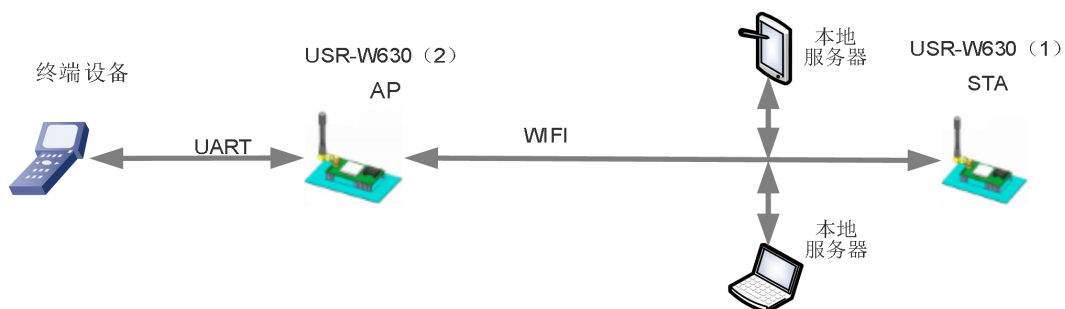 终端设备
USR-W630（2）
AP
UART
WIFI
本地
服务器
USR-W630（1）
STA
本地
服务器